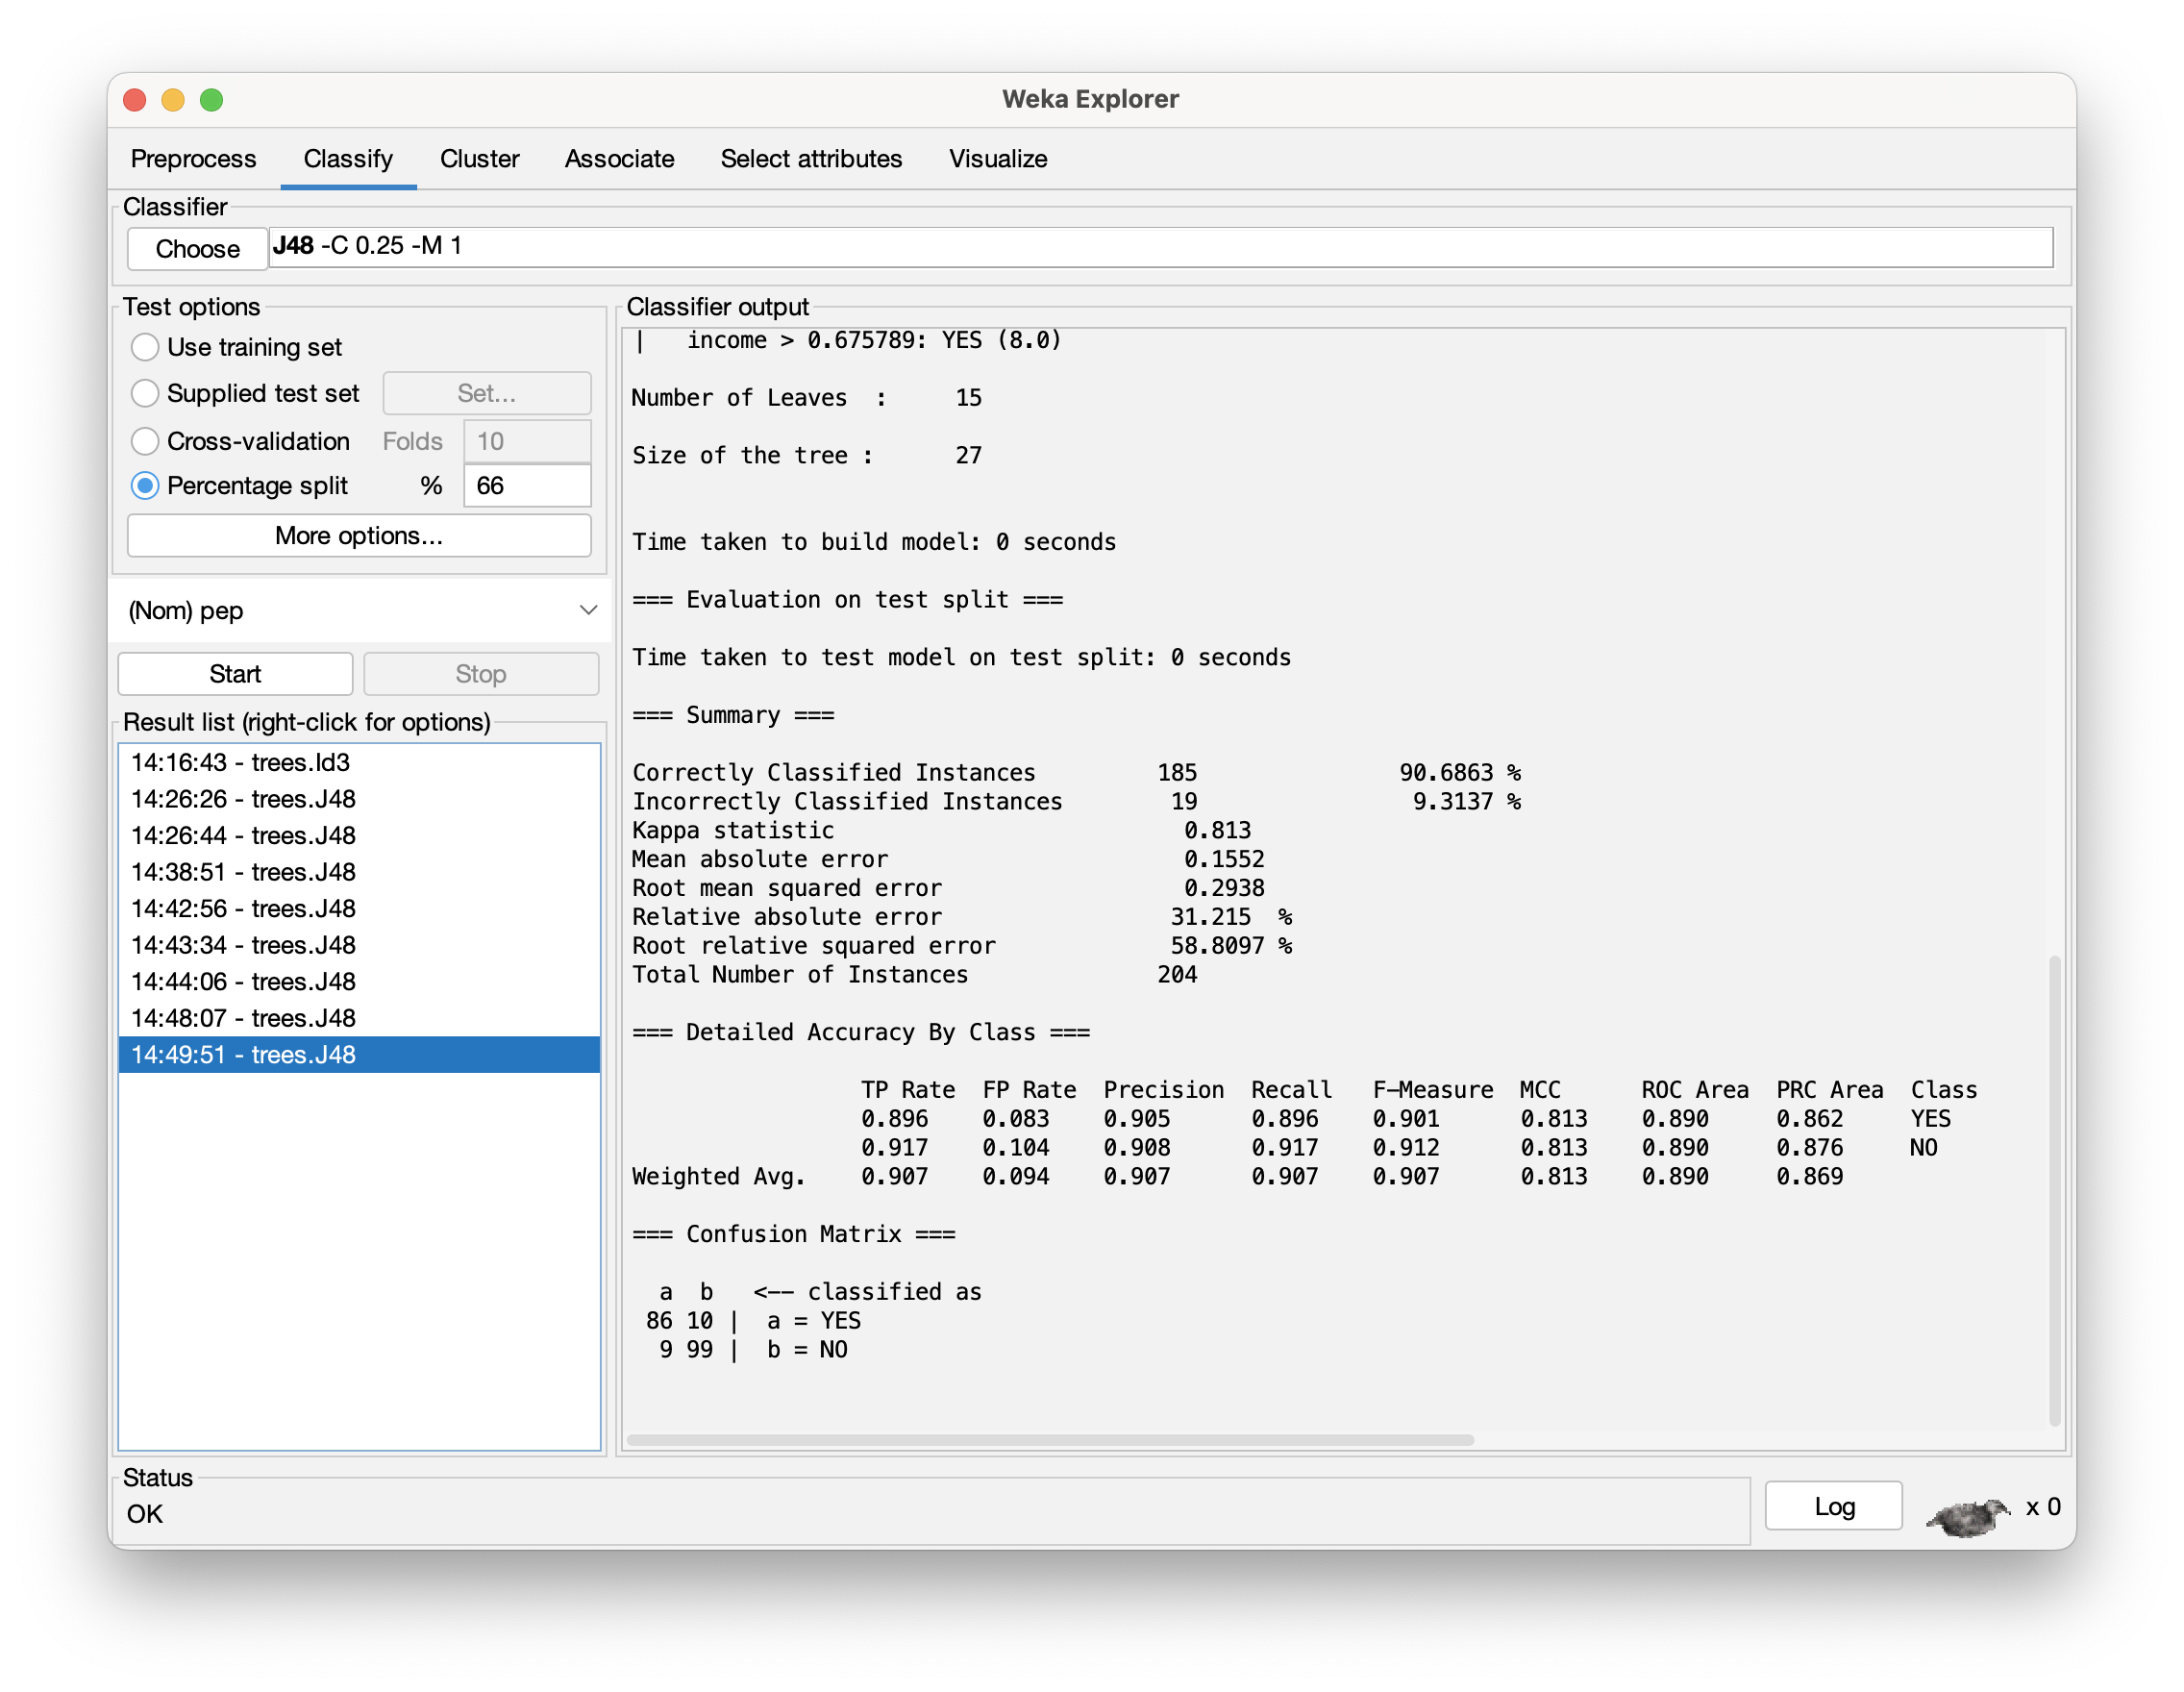 Weka Explorer
Preprocess Classify Cluster Associate Select attributes Visualize
Classifier
Choose J48 -C 0.25 -M 1
Test options
Use training set
Supplied test set Set...
Cross-validation Folds 10
Percentage split % 66
More options...
(Nom) pep
Start Stop
Result list (right-click for options)
14:16:43 - trees.Id3
14:26:26 - trees.J48
14:26:44 - trees.J48
14:38:51 - trees.J48
14:42:56 - trees.J48
14:43:34 - trees.J48
14:44:06 - trees.J48
14:48:07 - trees.J48
14:49:51 - trees.J48
Classifier output
| income > 0.675789: YES (8.0)
Number of Leaves : 15
Size of the tree : 27
Time taken to build model: 0 seconds
=== Evaluation on test split ===
Time taken to test model on test split: 0 seconds
=== Summary ===
Correctly Classified Instances 185 90.6863 %
Incorrectly Classified Instances 19 9.3137 %
Kappa statistic 0.813
Mean absolute error 0.1552
Root mean squared error 0.2938
Relative absolute error 31.215 %
Root relative squared error 58.8097 %
Total Number of Instances 204
=== Detailed Accuracy By Class ===
TP Rate FP Rate Precision Recall F-Measure MCC ROC Area PRC Area Class
0.896 0.083 0.905 0.896 0.901 0.813 0.890 0.862 YES
0.917 0.104 0.908 0.917 0.912 0.813 0.890 0.876 NO
Weighted Avg. 0.907 0.094 0.907 0.907 0.907 0.813 0.890 0.869
=== Confusion Matrix ===
a b <-- classified as
86 10 | a = YES
9 99 | b = NO
Status
OK
Log x 0